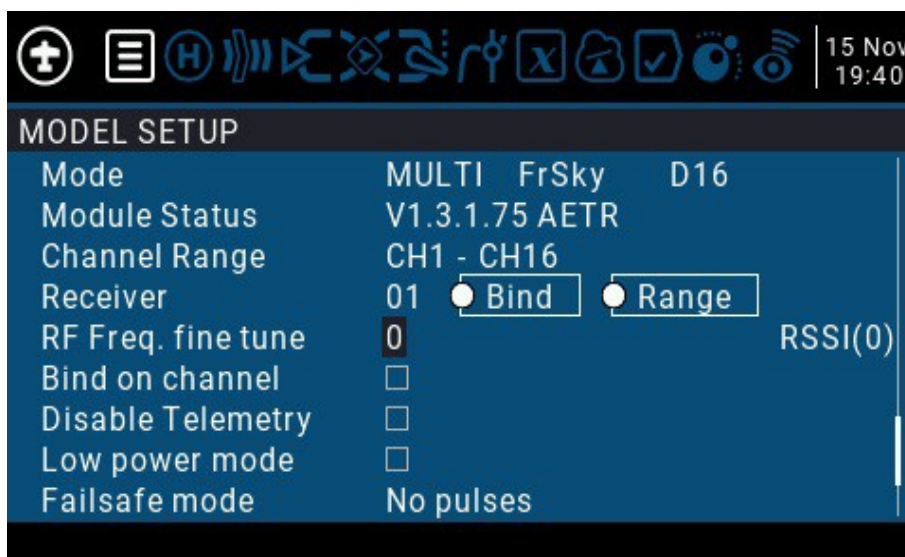 15 Nov
19:40
MODEL SETUP
Mode MULTI FrSky D16
Module Status V1.3.1.75 AETR
Channel Range CH1 - CH16
Receiver 01 Bind Range
RF Freq. fine tune 0 RSSI(0)
Bind on channel
Disable Telemetry
Low power mode
Failsafe mode No pulses